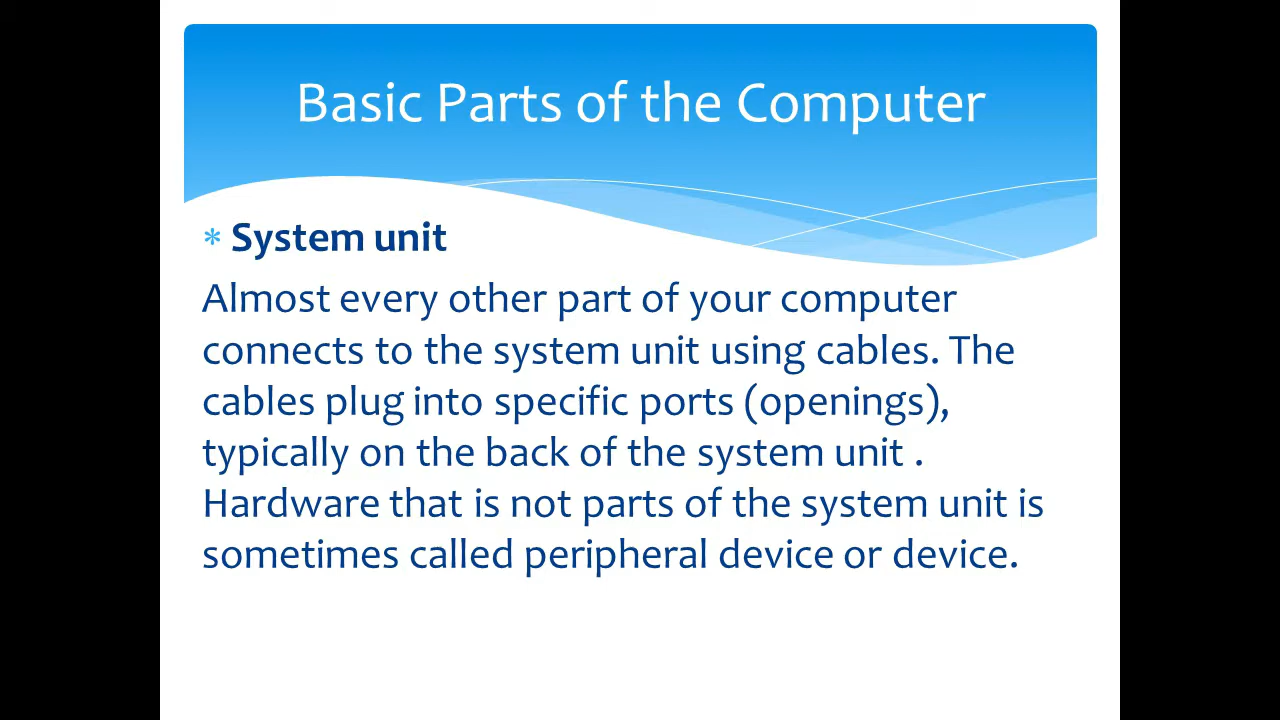 Basic Parts of the Computer
* System unit
Almost every other part of your computer
connects to the system unit using cables. The
cables plug into specific ports (openings),
typically on the back of the system unit .
Hardware that is not parts of the system unit is
sometimes called peripheral device or device.